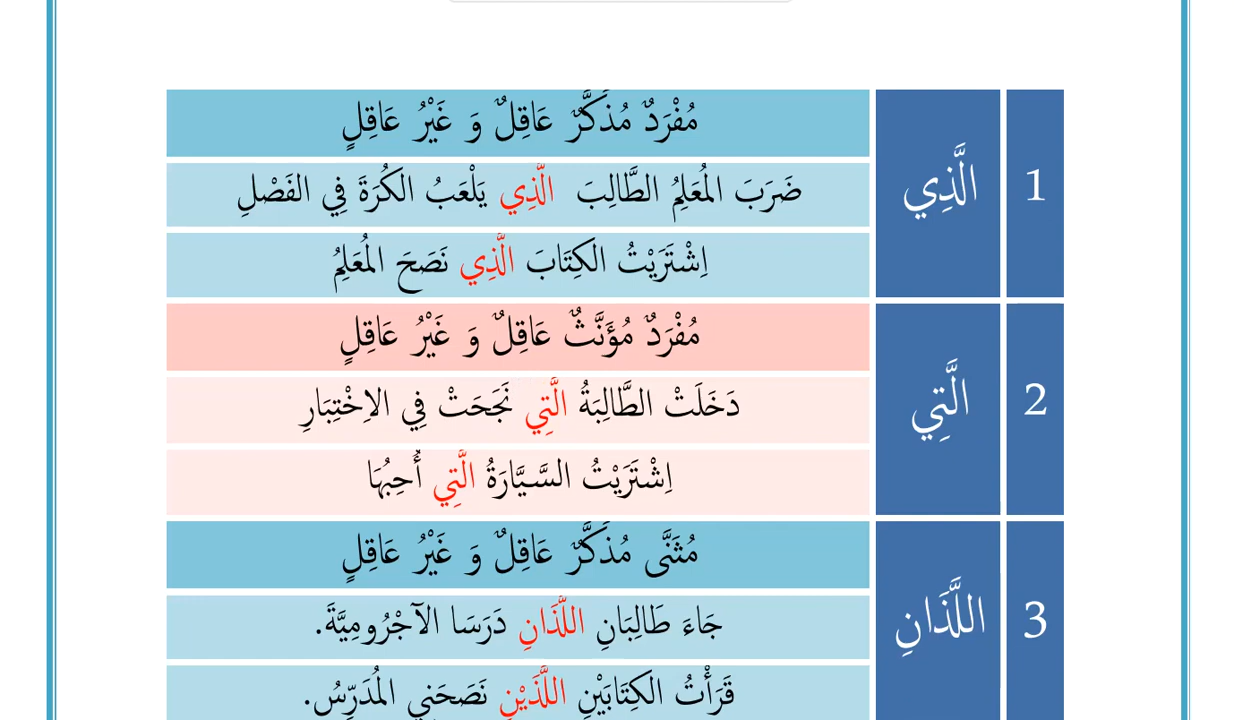 1
الَّذِي
مُفْرَدٌ مُذَكَّرٌ عَاقِلٌ وَ غَيْرُ عَاقِلٍ
ضَرَبَ المُعَلِمُ الطَّالِبَ الَّذِي يَلْعَبُ الكُرَةَ فِي الفَصْلِ
اِشْتَرَيْتُ الكِتَابَ الَّذِي نَصَحَ المُعَلِمُ
2
الَّتِي
مُفْرَدٌ مُؤَنَّثٌ عَاقِلٌ وَ غَيْرُ عَاقِلٍ
دَخَلَتْ الطَّالِبَةُ الَّتِي نَجَحَتْ فِي الاِخْتِبَارِ
اِشْتَرَيْتُ السَّيَّارَةُ الَّتِي أُحِبُهَا
3
اللَّذَانِ
مُثَنَّى مُذَكَّرٌ عَاقِلٌ وَ غَيْرُ عَاقِلٍ
جَاءَ طَالِبَانِ اللَّذَانِ دَرَسَا الآجْرُومِيَّةَ.
قَرَأْتُ الكِتَابَيْنِ اللَّذَيْنِ نَصَحَنِي المُدَرِّسُ.